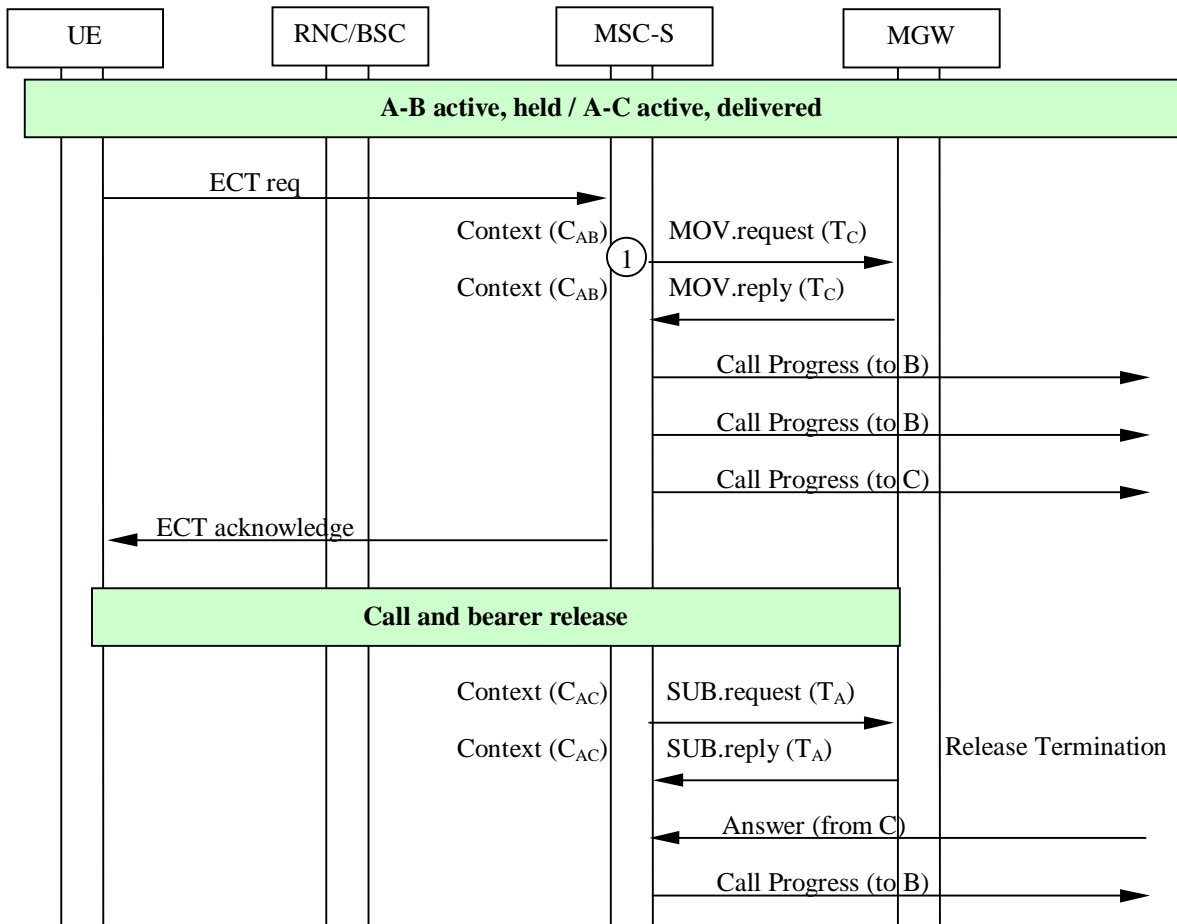 UE RNC/BSC MSC-S MGW
A-B active, held / A-C active, delivered
ECT req
Context (CAB) MOV.request (TC)
1
Context (CAB) MOV.reply (TC)
Call Progress (to B)
Call Progress (to B)
Call Progress (to C)
ECT acknowledge
Call and bearer release
Context (CAC) SUB.request (TA)
Context (CAC) SUB.reply (TA) Release Termination
Answer (from C)
Call Progress (to B)